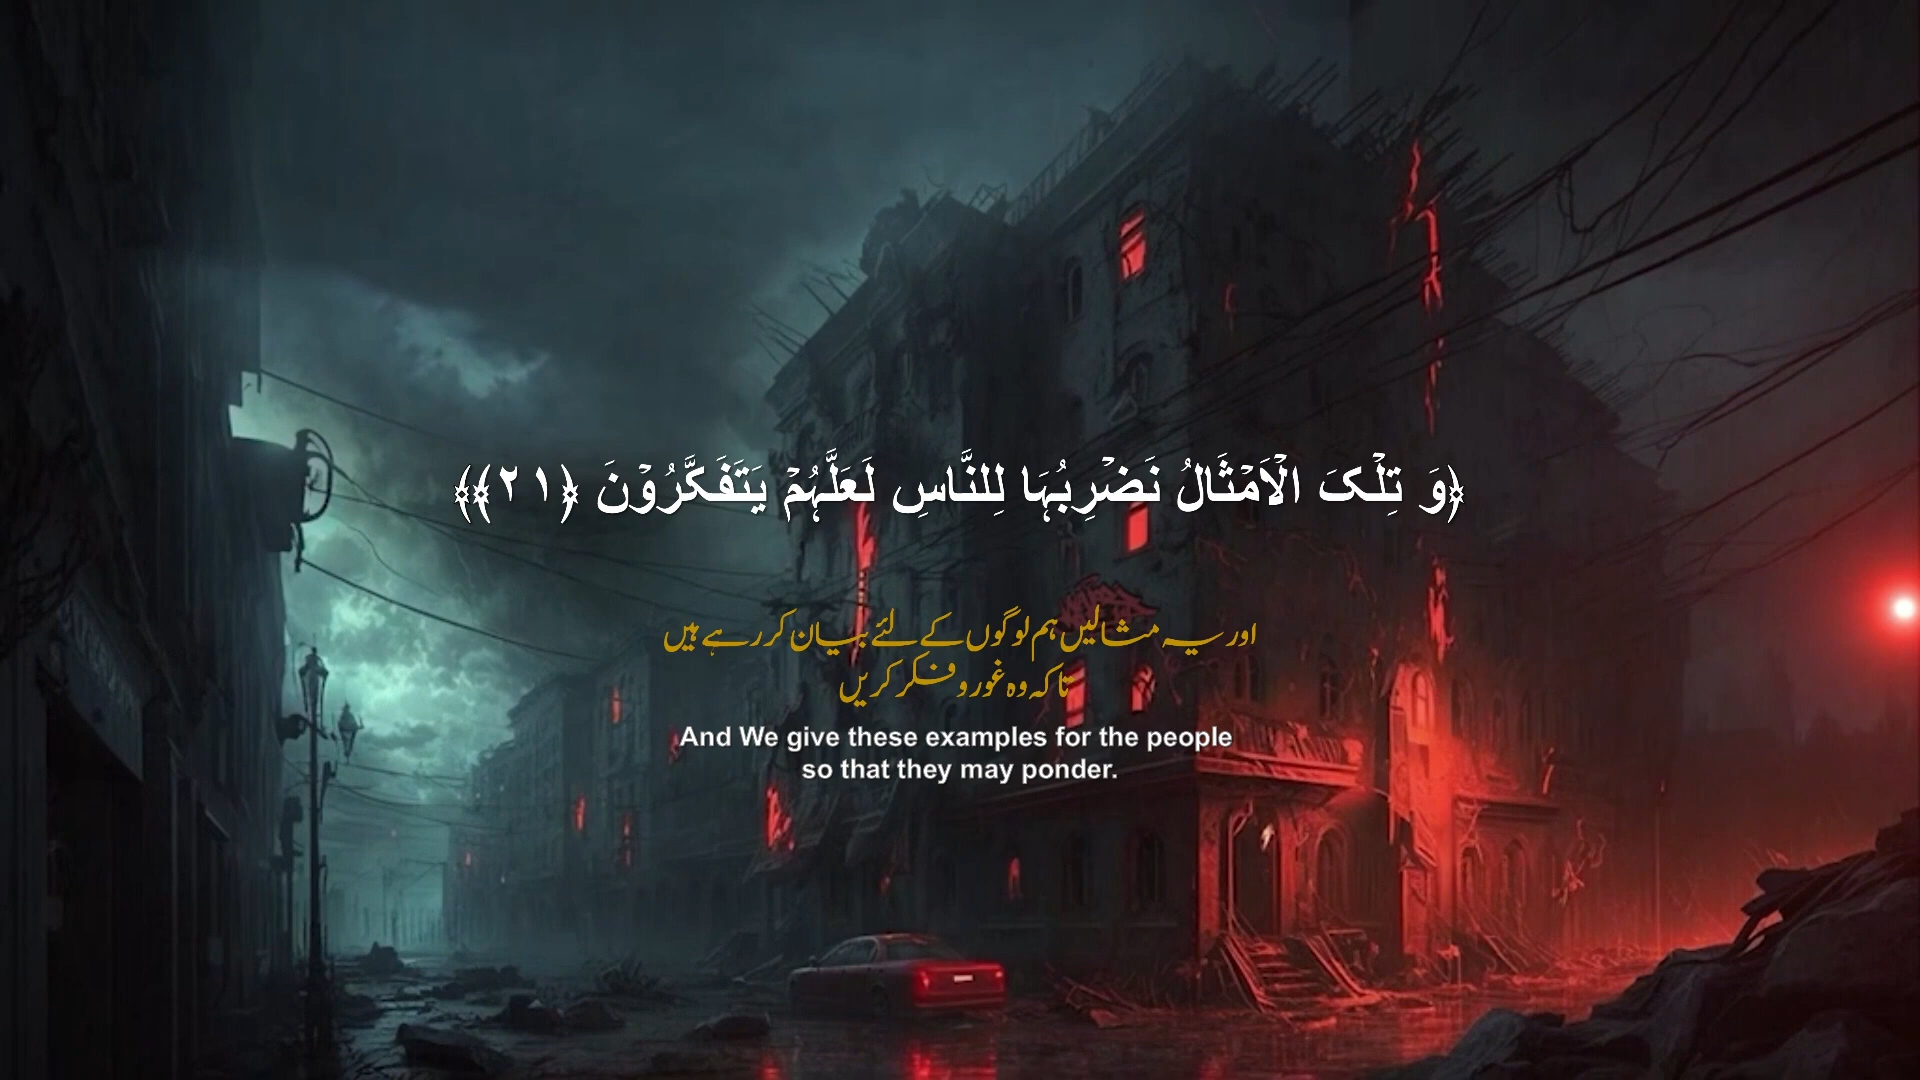 ﴿وَ تِلْکَ الْاَمْثَالُ نَضْرِبُہَا لِلنَّاسِ لَعَلَّہُمْ یَتَفَکَّرُوْنَ ﴿۲۱﴾﴾
اور یہ مثالیں ہم لوگوں کے لئے بیان کر رہے ہیں
تاکہ وہ غور و فکر کریں
And We give these examples for the people
so that they may ponder.